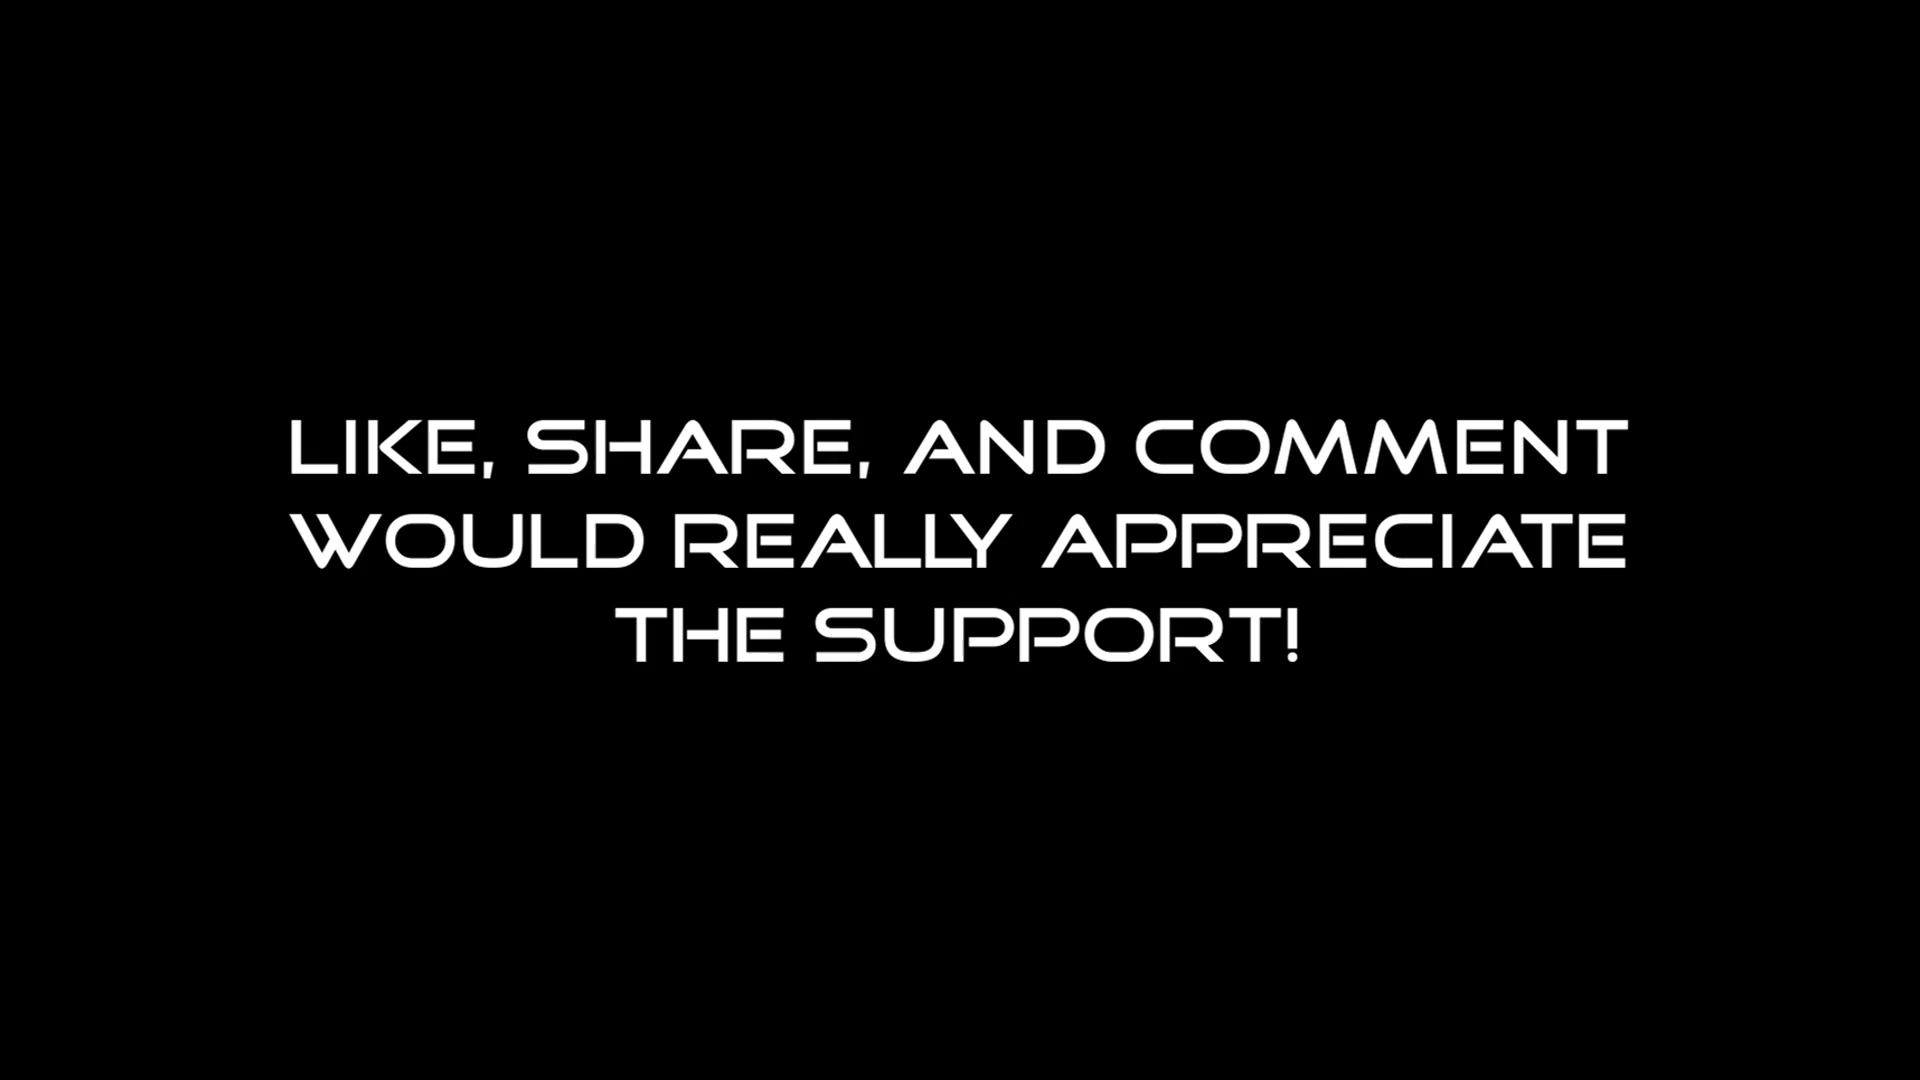 LIKE, SHARE, AND COMMENT
WOULD REALLY APPRECIATE
THE SUPPORT!